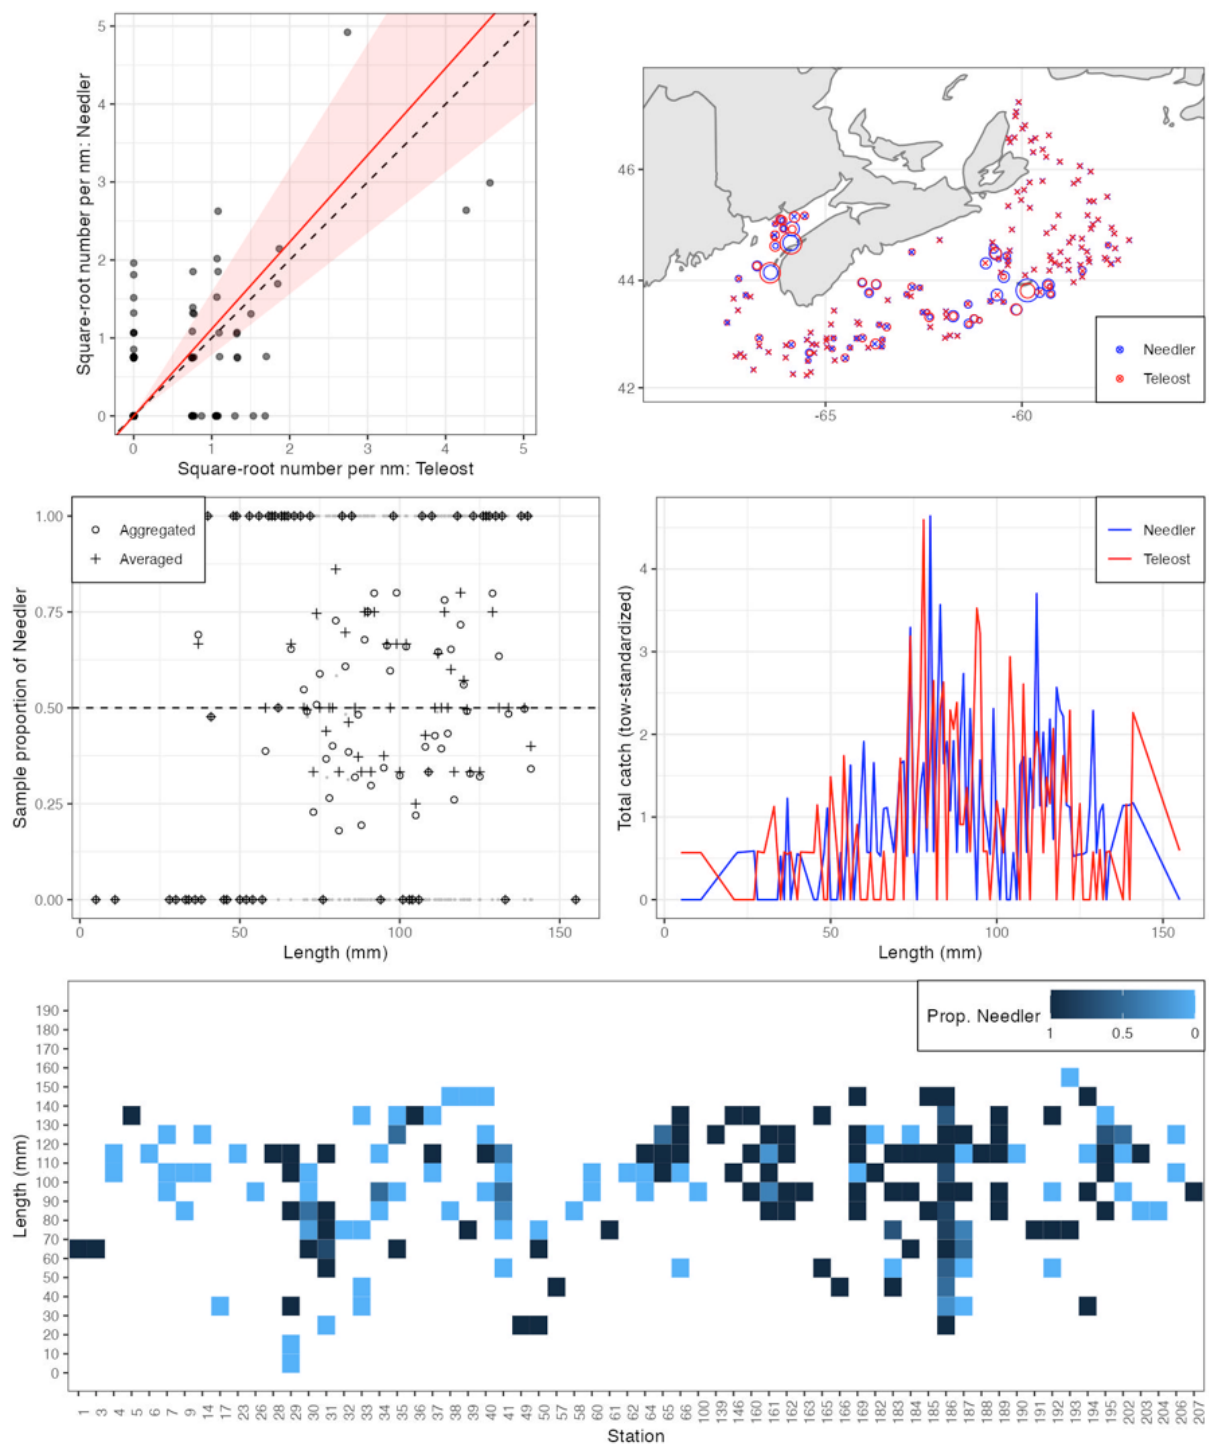 Square-root number per nm: Needler
5
4
3
2
1
0
0 1 2 3 4 5
Square-root number per nm: Teleost
46
44
42
-65 -60
Needler
Teleost
Sample proportion of Needler
1.00
0.75
0.50
0.25
0.00
Aggregated
Averaged
0 50 100 150
Length (mm)
Total catch (tow-standardized)
4
3
2
1
0
Needler
Teleost
0 50 100 150
Length (mm)
Prop. Needler
1 0.5 0
Length (mm)
190
180
170
160
150
140
130
120
110
100
90
80
70
60
50
40
30
20
10
0
1 3 4 5 6 7 9 14 17 23 26 28 29 30 31 32 33 34 35 36 37 38 39 40 41 49 50 57 58 60 61 62 64 65 66 100 139 146 160 161 162 163 165 166 169 182 183 184 185 186 187 188 189 190 191 192 193 194 195 202 203 204 206 207
Station